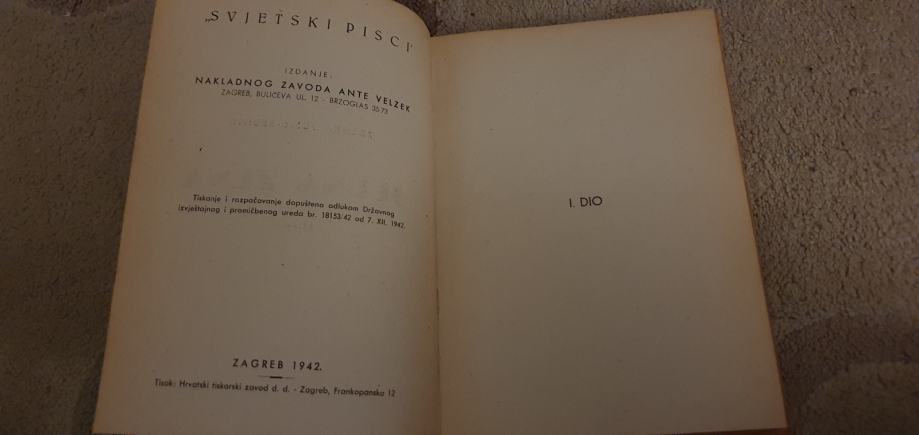 „SVJETSKI PISCI"
IZDANJE:
NAKLADNOG ZAVODA ANTE VELZEK
ZAGREB, BULIĆEVA UL. 12 - BRZOGLAS 35-73
Tiskanje i razpačavanje dopušteno odlukom Državnog
izvještajnog i promičbenog ureda br. 18153/42 od 7. XII. 1942.
ZAGREB 1942.
Tisak: Hrvatski tiskarski zavod d. d. - Zagreb, Frankopanska 12
I. DIO